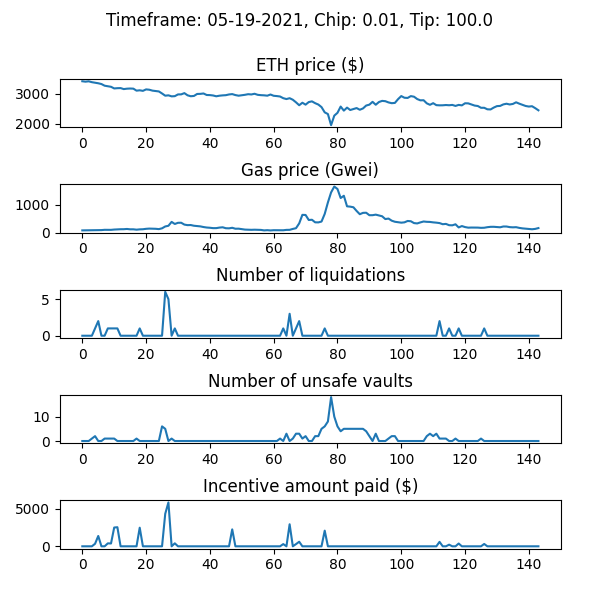 Timeframe: 05-19-2021, Chip: 0.01, Tip: 100.0
ETH price ($)
3000
2000
0 20 40 60 80 100 120 140
Gas price (Gwei)
1000
0
0 20 40 60 80 100 120 140
Number of liquidations
5
0
0 20 40 60 80 100 120 140
Number of unsafe vaults
10
0
0 20 40 60 80 100 120 140
Incentive amount paid ($)
5000
0
0 20 40 60 80 100 120 140